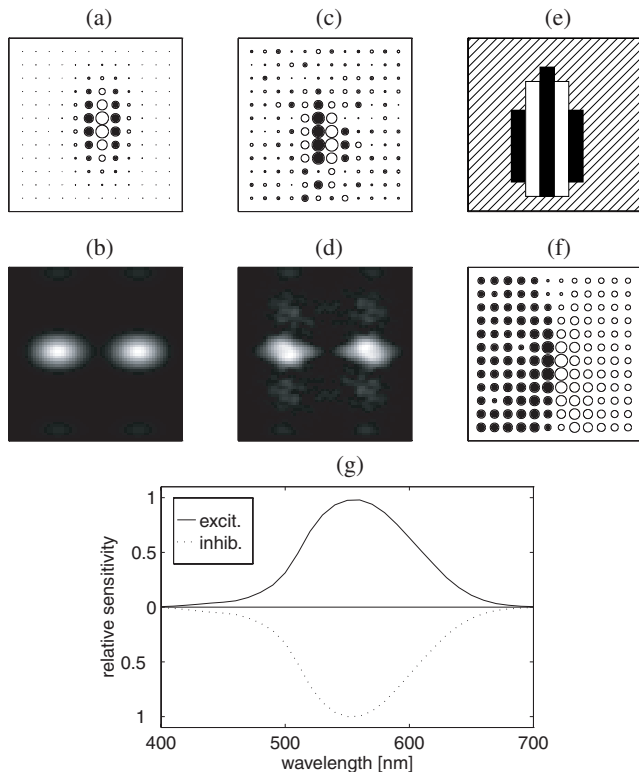 (a) (c) (e)
(b) (d) (f)
(g)
1
excit.
inhib.
0.5
0
0.5
1
relative sensitivity
400 500 600 700
wavelength [nm]